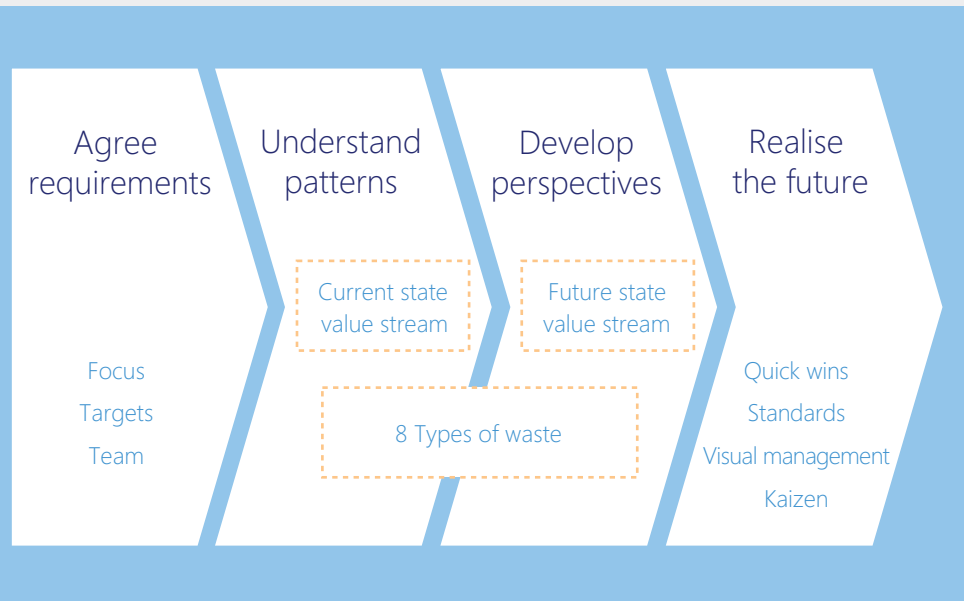 Agree
requirements
Focus
Targets
Team
Understand
patterns
Current state
value stream
8 Types of waste
Develop
perspectives
Future state
value stream
Realise
the future
Quick wins
Standards
Visual management
Kaizen